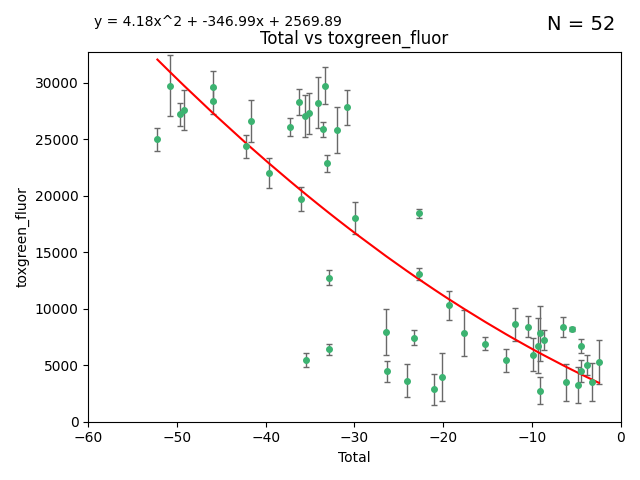 y = 4.18x^2 + -346.99x + 2569.89
N = 52
Total vs toxgreen_fluor
30000
25000
20000
15000
10000
5000
0
toxgreen_fluor
−60 −50 −40 −30 −20 −10 0
Total